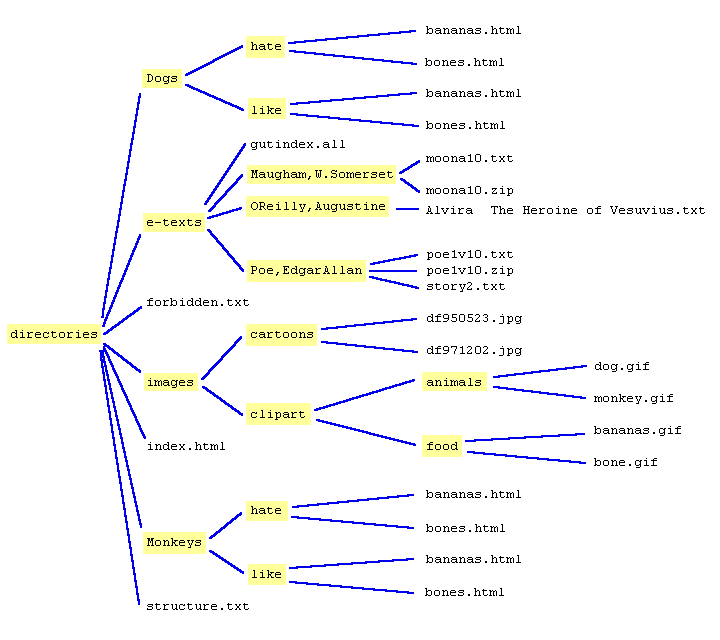 bananas.html
hate
bones.html
Dogs
bananas.html
like
bones.html
gutindex.all
moona10.txt
Maugham,W.Somerset
moona10.zip
OReilly,Augustine
Alvira  The Heroine of Vesuvius.txt
e-texts
poe1v10.txt
Poe,EdgarAllan
poe1v10.zip
story2.txt
forbidden.txt
df950523.jpg
directories
cartoons
df971202.jpg
dog.gif
images
animals
monkey.gif
clipart
bananas.gif
index.html
food
bone.gif
bananas.html
hate
bones.html
Monkeys
bananas.html
like
bones.html
structure.txt